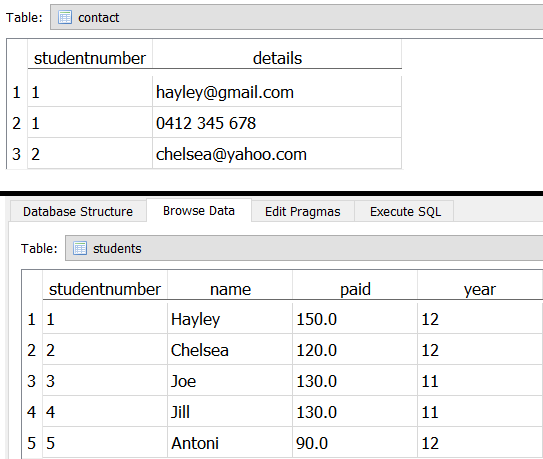 Table: contact
studentnumber details
1 1 hayley@gmail.com
2 1 0412 345 678
3 2 chelsea@yahoo.com
Database Structure Browse Data Edit Pragmas Execute SQL
Table: students
studentnumber name paid year
1 1 Hayley 150.0 12
2 2 Chelsea 120.0 12
3 3 Joe 130.0 11
4 4 Jill 130.0 11
5 5 Antoni 90.0 12